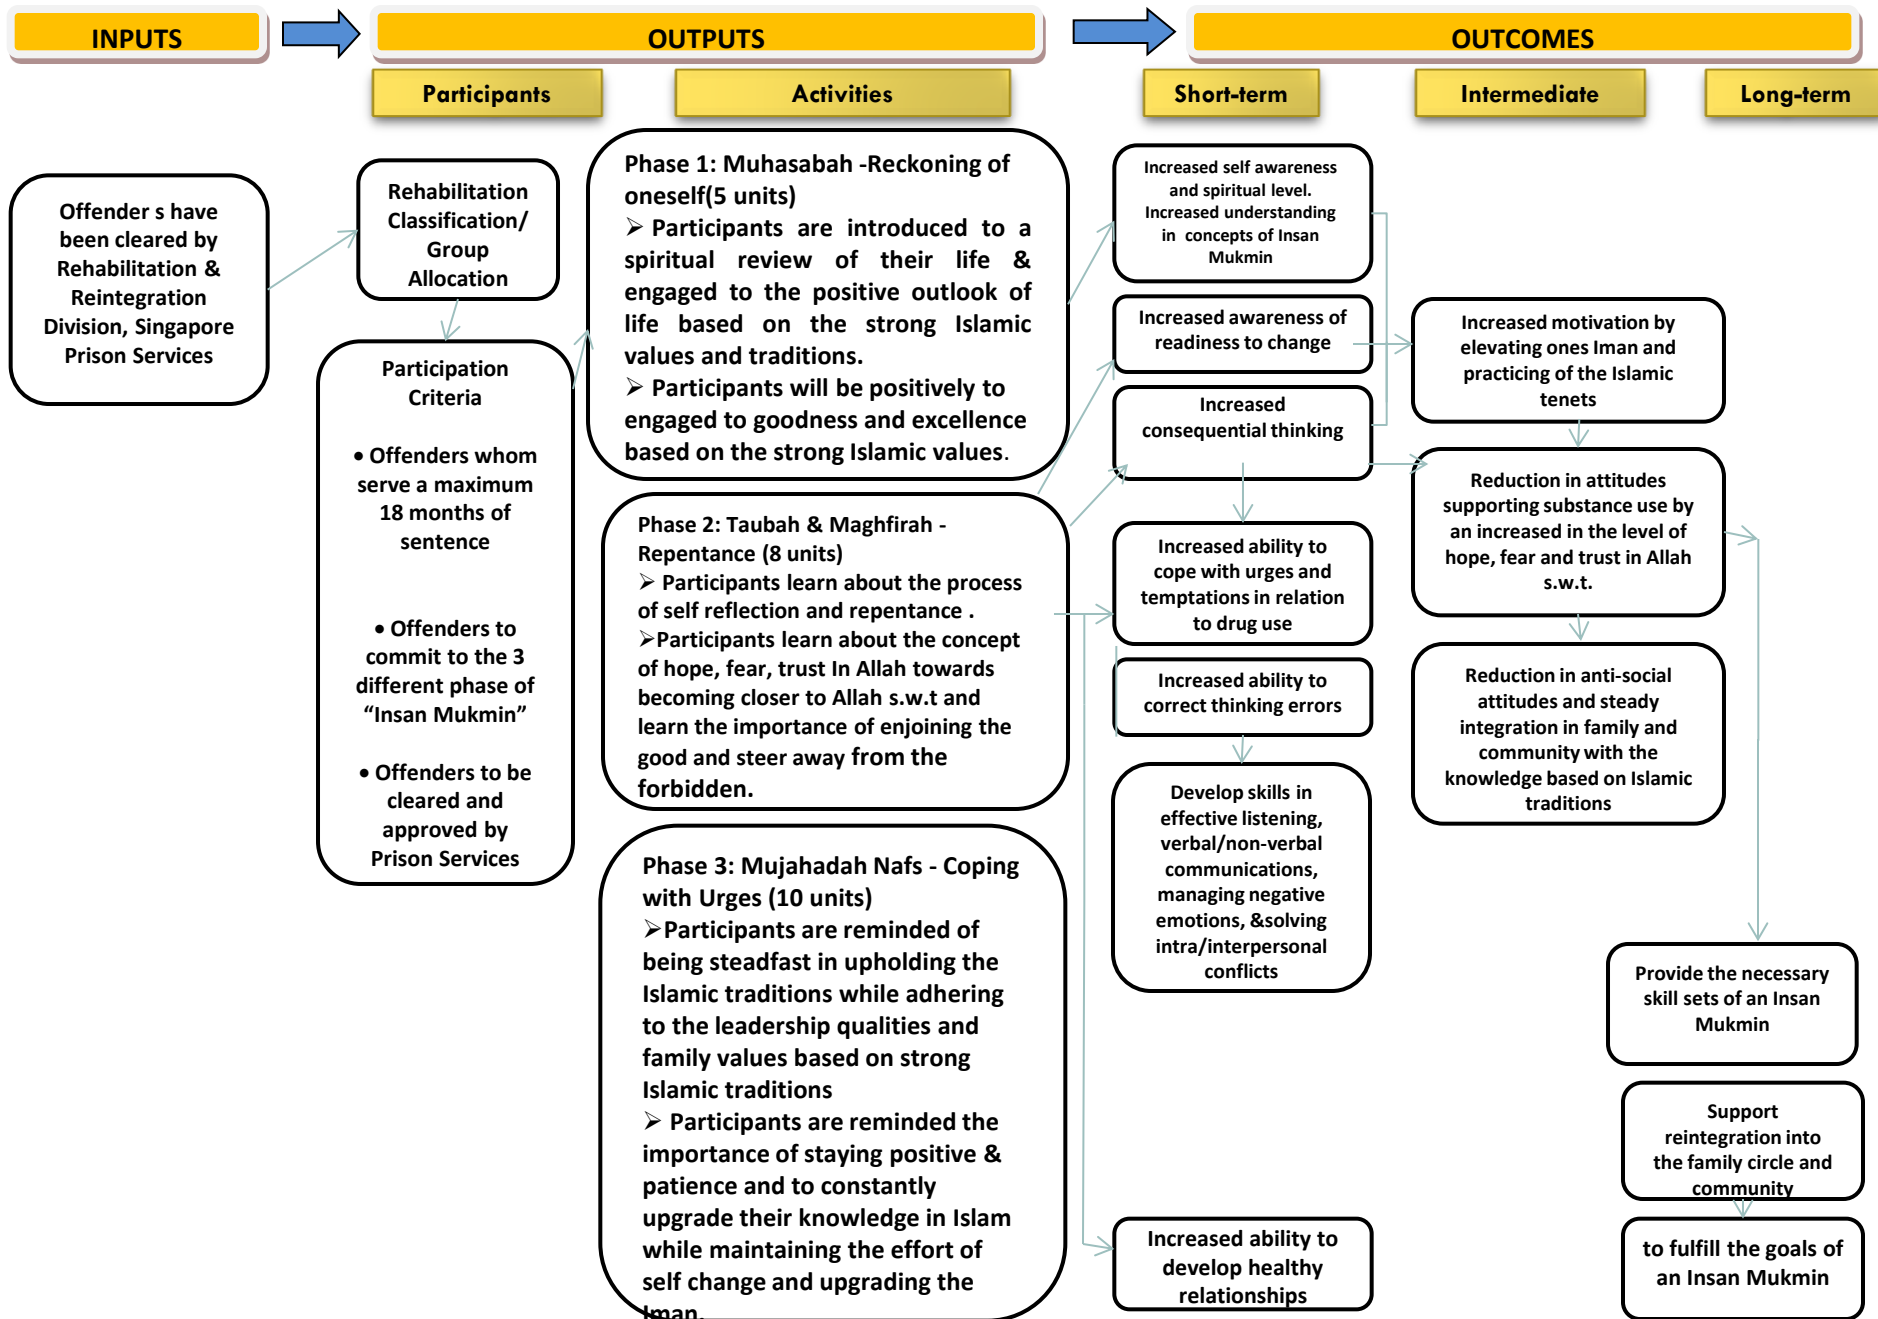 INPUTS
OUTPUTS
OUTCOMES
Participants
Activities
Short-term
Intermediate
Long-term
Offender s have
been cleared by
Rehabilitation &
Reintegration
Division, Singapore
Prison Services
Rehabilitation
Classification/
Group
Allocation
Participation
Criteria
• Offenders whom
serve a maximum
18 months of
sentence
• Offenders to
commit to the 3
different phase of
“Insan Mukmin”
• Offenders to be
cleared and
approved by
Prison Services
Phase 1: Muhasabah -Reckoning of
oneself(5 units)
➢ Participants are introduced to a
spiritual review of their life &
engaged to the positive outlook of
life based on the strong Islamic
values and traditions.
➢ Participants will be positively to
engaged to goodness and excellence
based on the strong Islamic values.
Phase 2: Taubah & Maghfirah -
Repentance (8 units)
➢ Participants learn about the process
of self reflection and repentance .
➢Participants learn about the concept
of hope, fear, trust In Allah towards
becoming closer to Allah s.w.t and
learn the importance of enjoining the
good and steer away from the
forbidden.
Phase 3: Mujahadah Nafs - Coping
with Urges (10 units)
➢Participants are reminded of
being steadfast in upholding the
Islamic traditions while adhering
to the leadership qualities and
family values based on strong
Islamic traditions
➢ Participants are reminded the
importance of staying positive &
patience and to constantly
upgrade their knowledge in Islam
while maintaining the effort of
self change and upgrading the
Iman.
Increased self awareness
and spiritual level.
Increased understanding
in concepts of Insan
Mukmin
Increased awareness of
readiness to change
Increased
consequential thinking
Increased ability to
cope with urges and
temptations in relation
to drug use
Increased ability to
correct thinking errors
Develop skills in
effective listening,
verbal/non-verbal
communications,
managing negative
emotions, &solving
intra/interpersonal
conflicts
Increased ability to
develop healthy
relationships
Increased motivation by
elevating ones Iman and
practicing of the Islamic
tenets
Reduction in attitudes
supporting substance use by
an increased in the level of
hope, fear and trust in Allah
s.w.t.
Reduction in anti-social
attitudes and steady
integration in family and
community with the
knowledge based on Islamic
traditions
Provide the necessary
skill sets of an Insan
Mukmin
Support
reintegration into
the family circle and
community
to fulfill the goals of
an Insan Mukmin